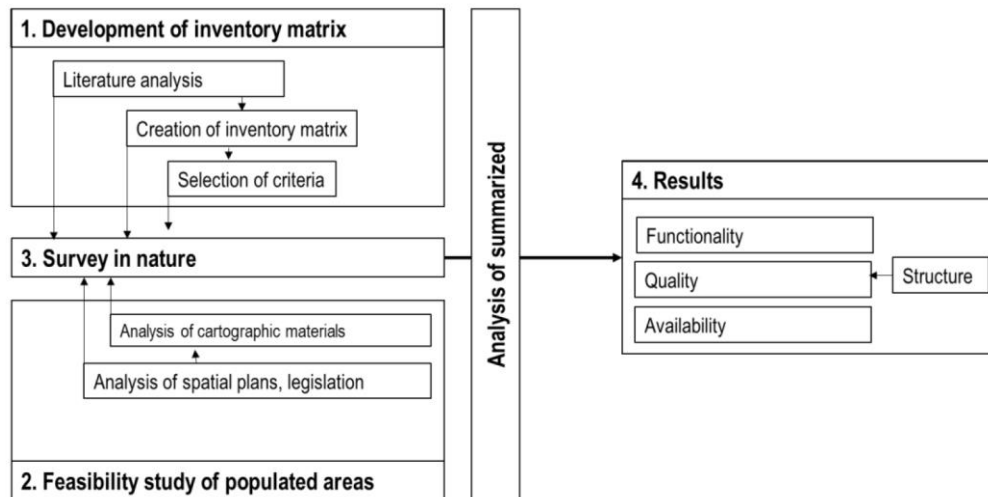 1. Development of inventory matrix
Literature analysis
Creation of inventory matrix
Selection of criteria
3. Survey in nature
Analysis of cartographic materials
Analysis of spatial plans, legislation
2. Feasibility study of populated areas
Analysis of summarized
4. Results
Functionality
Quality
Structure
Availability